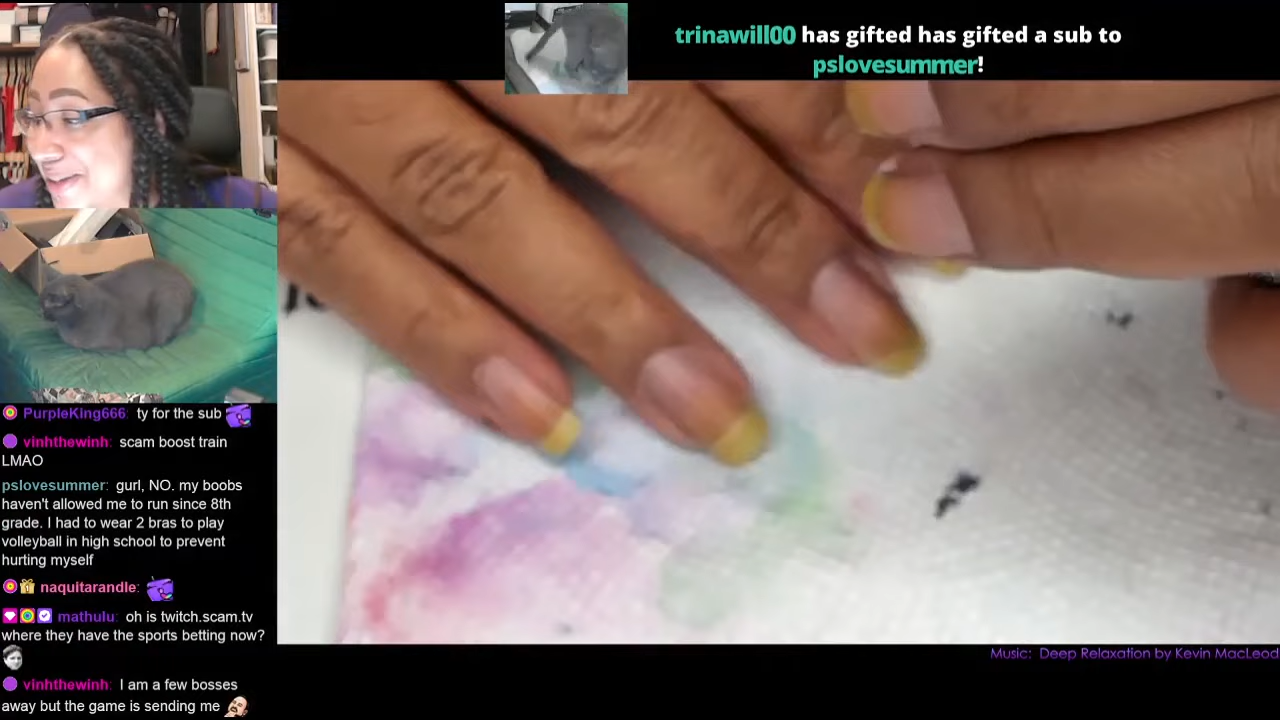 trinawill00 has gifted has gifted a sub to
pslovesummer!
PurpleKing666: ty for the sub
vinhthewinh: scam boost train
LMAO
pslovesummer: gurl, NO. my boobs
haven't allowed me to run since 8th
grade. I had to wear 2 bras to play
volleyball in high school to prevent
hurting myself
naquitarandle:
mathulu: oh is twitch.scam.tv
where they have the sports betting now?
vinhthewinh: I am a few bosses
away but the game is sending me
Music: Deep Relaxation by Kevin MacLeod